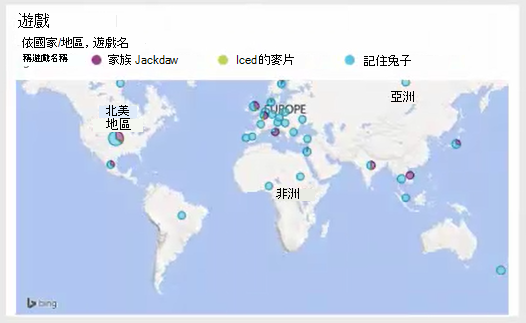 遊戲
依國家/地區, 遊戲名
稱遊戲名稱 家族 Jackdaw Iced的麥片 記住兔子
北美
地區
EUROPE
亞洲
非洲
bing